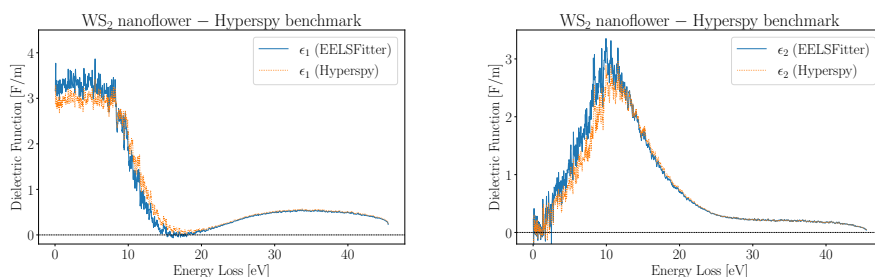 WS₂ nanoflower − Hyperspy benchmark
Dielectric Function [F/m]
4
3
2
1
0
ϵ₁ (EELSFitter)
ϵ₁ (Hyperspy)
0 10 20 30 40
Energy Loss [eV]
WS₂ nanoflower − Hyperspy benchmark
Dielectric Function [F/m]
3
2
1
0
ϵ₂ (EELSFitter)
ϵ₂ (Hyperspy)
0 10 20 30 40
Energy Loss [eV]